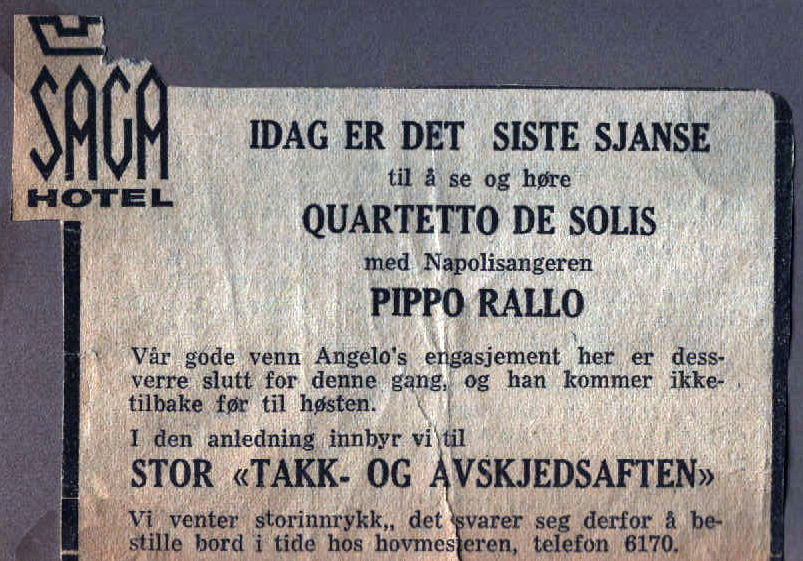 SAGA
HOTEL
IDAG ER DET SISTE SJANSE
til å se og høre
QUARTETTO DE SOLIS
med Napolisangeren
PIPPO RALLO
Vår gode venn Angelo's engasjement her er dess-
verre slutt for denne gang, og han kommer ikke-
tilbake før til høsten.
I den anledning innbyr vi til
STOR «TAKK- OG AVSKJEDSAFTEN»
Vi venter storinnrykk,, det svarer seg derfor å be-
stille bord i tide hos hovmesteren, telefon 6170.